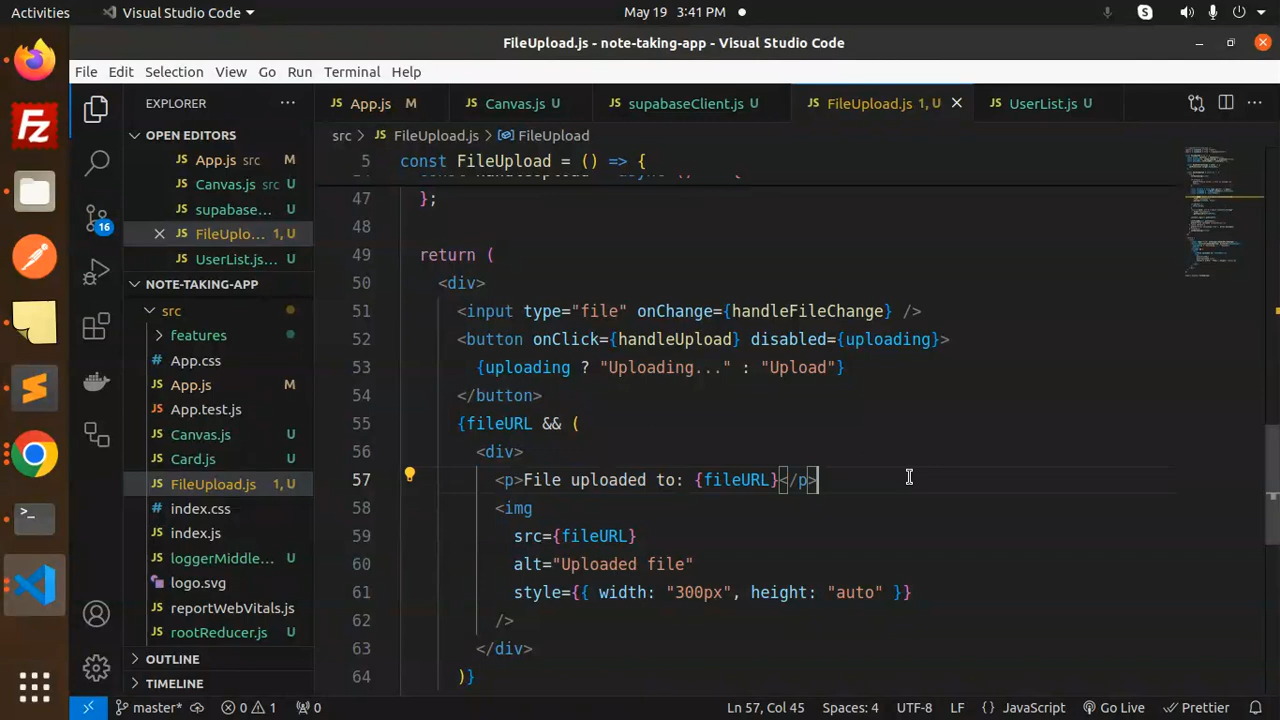 Activities Visual Studio Code May 19 3:41 PM
FileUpload.js - note-taking-app - Visual Studio Code
File Edit Selection View Go Run Terminal Help
EXPLORER
JS App.js M JS Canvas.js U JS supabaseClient.js U JS FileUpload.js 1, U JS UserList.js U
OPEN EDITORS
src > JS FileUpload.js > FileUpload
JS App.js src M
JS Canvas.js src U
JS supabase... U
JS FileUplo... 1, U
JS UserList.js... U
NOTE-TAKING-APP
src
features
App.css
JS App.js M
JS App.test.js
JS Canvas.js U
JS Card.js U
JS FileUpload.js 1, U
index.css
JS index.js
JS loggerMiddle... U
logo.svg
JS reportWebVitals.js
JS rootReducer.js U
OUTLINE
TIMELINE
16
5 const FileUpload = () => {
47 };
48
49 return (
50 <div>
51 <input type="file" onChange={handleFileChange} />
52 <button onClick={handleUpload} disabled={uploading}>
53 {uploading ? "Uploading..." : "Upload"}
54 </button>
55 {fileURL && (
56 <div>
57 <p>File uploaded to: {fileURL}</p>
58 <img
59 src={fileURL}
60 alt="Uploaded file"
61 style={{ width: "300px", height: "auto" }}
62 />
63 </div>
64 )}
master* 0 1 0 Ln 57, Col 45 Spaces: 4 UTF-8 LF {} JavaScript Go Live Prettier